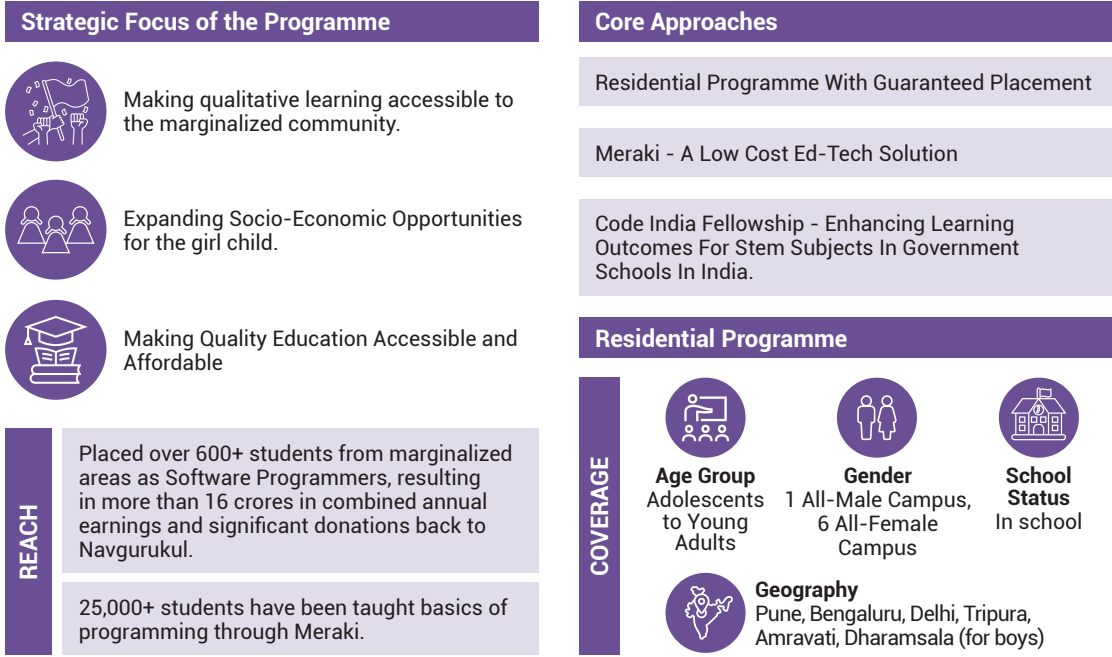 Strategic Focus of the Programme
Making qualitative learning accessible to
the marginalized community.
Expanding Socio-Economic Opportunities
for the girl child.
Making Quality Education Accessible and
Affordable
REACH
Placed over 600+ students from marginalized
areas as Software Programmers, resulting
in more than 16 crores in combined annual
earnings and significant donations back to
Navgurukul.
25,000+ students have been taught basics of
programming through Meraki.
Core Approaches
Residential Programme With Guaranteed Placement
Meraki - A Low Cost Ed-Tech Solution
Code India Fellowship - Enhancing Learning
Outcomes For Stem Subjects In Government
Schools In India.
Residential Programme
COVERAGE
Age Group
Adolescents
to Young
Adults
Gender
1 All-Male Campus,
6 All-Female
Campus
School
Status
In school
Geography
Pune, Bengaluru, Delhi, Tripura,
Amravati, Dharamsala (for boys)